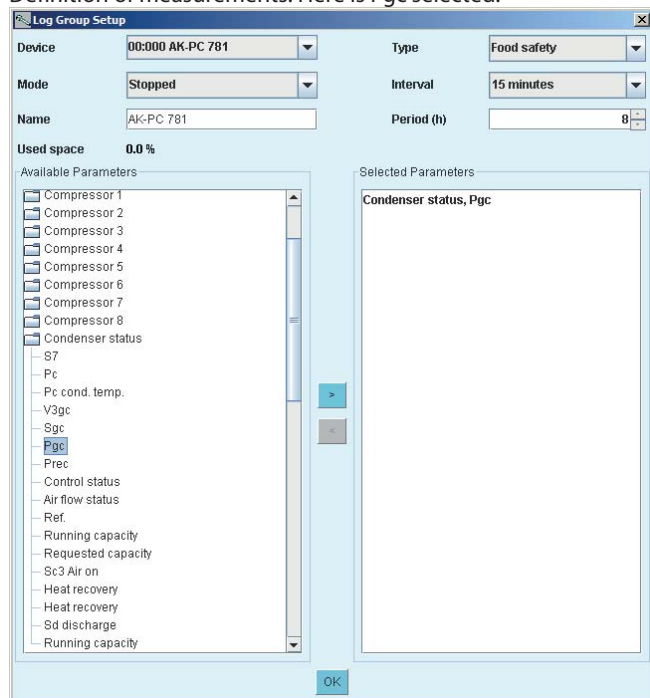 Definition of measurements. Here is Pgc selected.
Log Group Setup
Device 00:000 AK-PC 781 Type Food safety
Mode Stopped Interval 15 minutes
Name AK-PC 781 Period (h) 8
Used space 0.0 %
Available Parameters
Compressor 1
Compressor 2
Compressor 3
Compressor 4
Compressor 5
Compressor 6
Compressor 7
Compressor 8
Condenser status
S7
Pc
Pc cond. temp.
V3gc
Sgc
Pgc
Prec
Control status
Air flow status
Ref.
Running capacity
Requested capacity
Sc3 Air on
Heat recovery
Heat recovery
Sd discharge
Running capacity
>
<
Selected Parameters
Condenser status, Pgc
OK